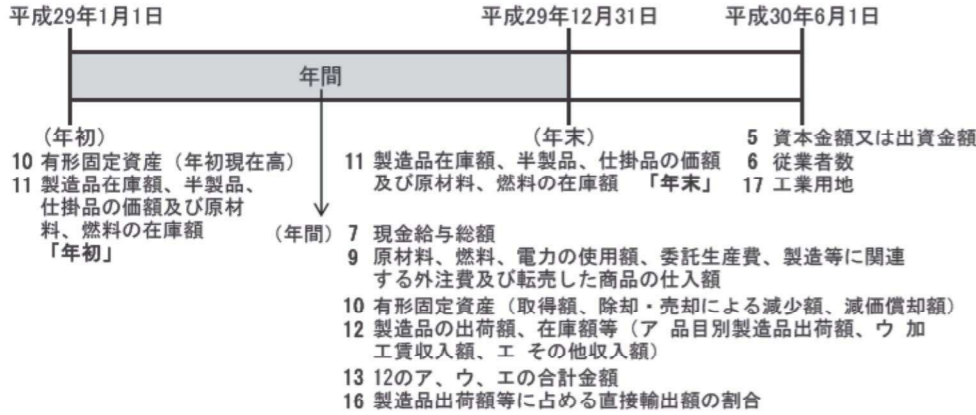 平成29年1月1日
平成29年12月31日
平成30年6月1日
年間
(年初)
10 有形固定資産(年初現在高)
11 製造品在庫額、半製品、
仕掛品の価額及び原材
料、燃料の在庫額
「年初」
(年末)
11 製造品在庫額、半製品、仕掛品の価額
及び原材料、燃料の在庫額 「年末」
5 資本金額又は出資金額
6 従業者数
17 工業用地
(年間) 7 現金給与総額
9 原材料、燃料、電力の使用額、委託生産費、製造等に関連
する外注費及び転売した商品の仕入額
10 有形固定資産(取得額、除却・売却による減少額、減価償却額)
12 製造品の出荷額、在庫額等(ア 品目別製造品出荷額、ウ 加
工賃収入額、エ その他収入額)
13 12のア、ウ、エの合計金額
16 製造品出荷額等に占める直接輸出額の割合